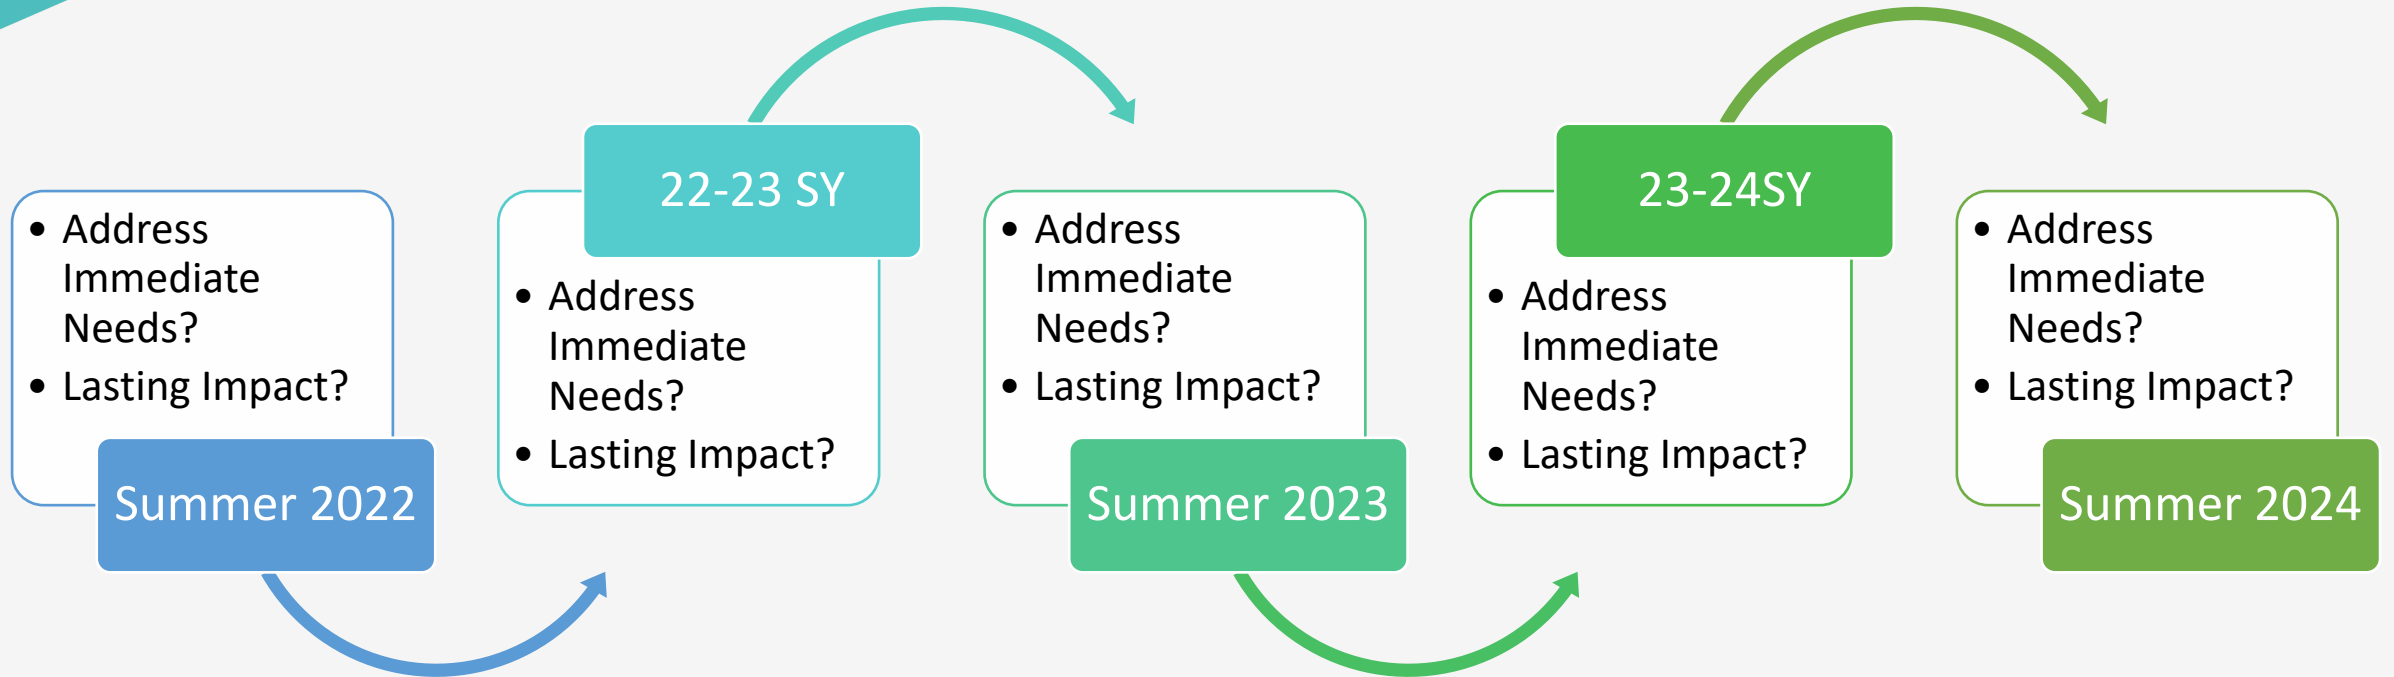 • Address
Immediate
Needs?
• Lasting Impact?
Summer 2022
22-23 SY
• Address
Immediate
Needs?
• Lasting Impact?
• Address
Immediate
Needs?
• Lasting Impact?
Summer 2023
23-24SY
• Address
Immediate
Needs?
• Lasting Impact?
• Address
Immediate
Needs?
• Lasting Impact?
Summer 2024